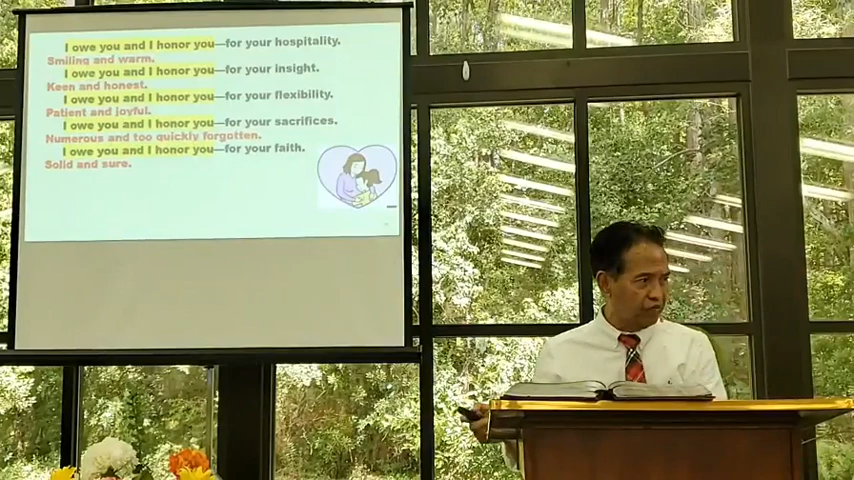 I owe you and I honor you—for your hospitality.
Smiling and warm.
I owe you and I honor you—for your insight.
Keen and honest.
I owe you and I honor you—for your flexibility.
Patient and joyful.
I owe you and I honor you—for your sacrifices.
Numerous and too quickly forgotten.
I owe you and I honor you—for your faith.
Solid and sure.